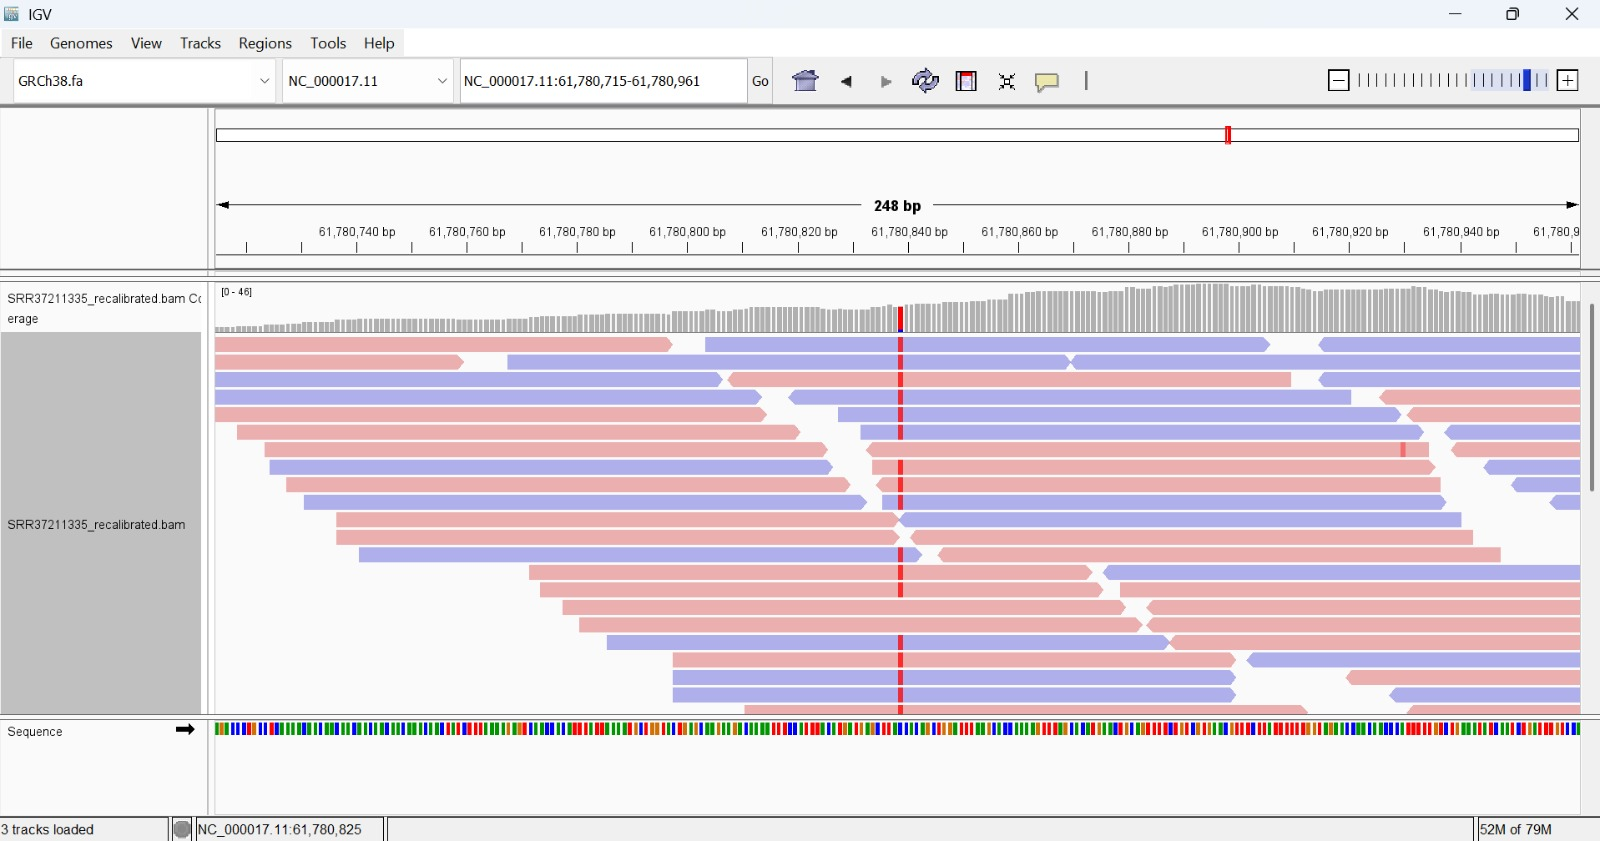 IGV
File Genomes View Tracks Regions Tools Help
GRCh38.fa NC_000017.11 NC_000017.11:61,780,715-61,780,961 Go
248 bp
61,780,740 bp 61,780,760 bp 61,780,780 bp 61,780,800 bp 61,780,820 bp 61,780,840 bp 61,780,860 bp 61,780,880 bp 61,780,900 bp 61,780,920 bp 61,780,940 bp 61,780,9
[0 - 46]
SRR37211335_recalibrated.bam Co
erage
SRR37211335_recalibrated.bam
Sequence
3 tracks loaded NC_000017.11:61,780,825 52M of 79M